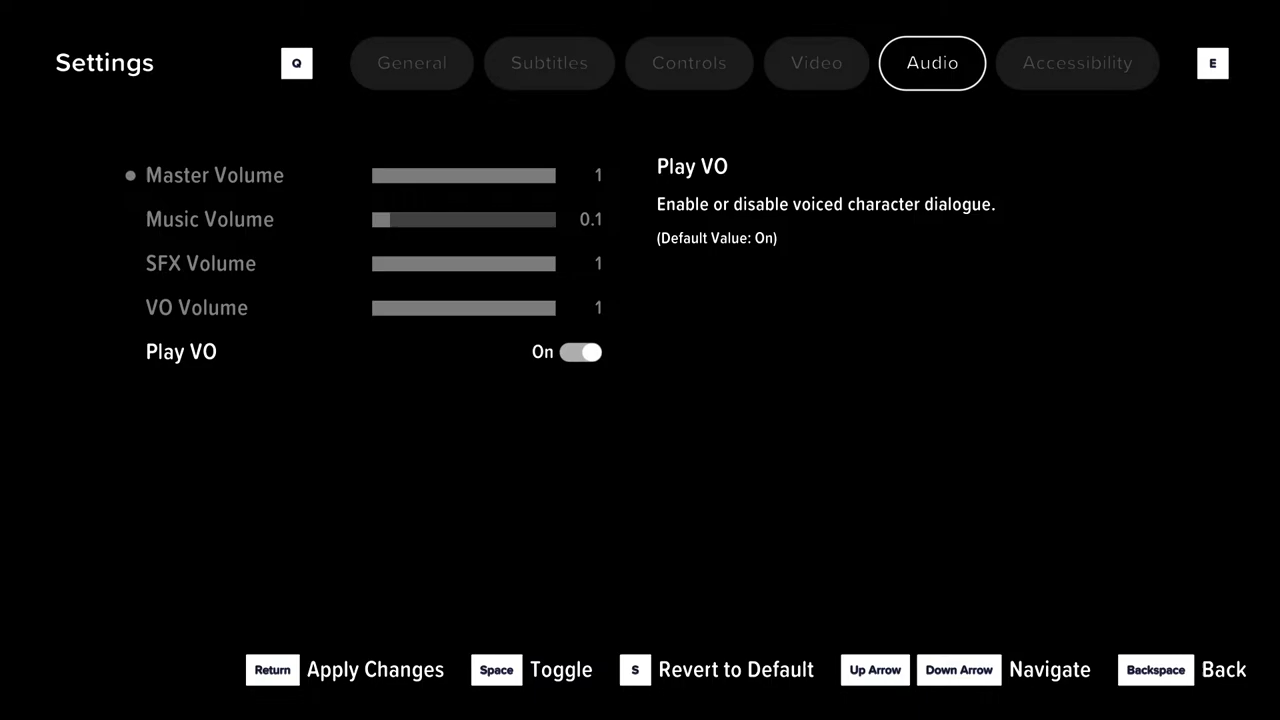 Settings Q General Subtitles Controls Video Audio Accessibility E
Master Volume 1
Music Volume 0.1
SFX Volume 1
VO Volume 1
Play VO On
Play VO
Enable or disable voiced character dialogue.
(Default Value: On)
Return Apply Changes Space Toggle S Revert to Default Up Arrow Down Arrow Navigate Backspace Back